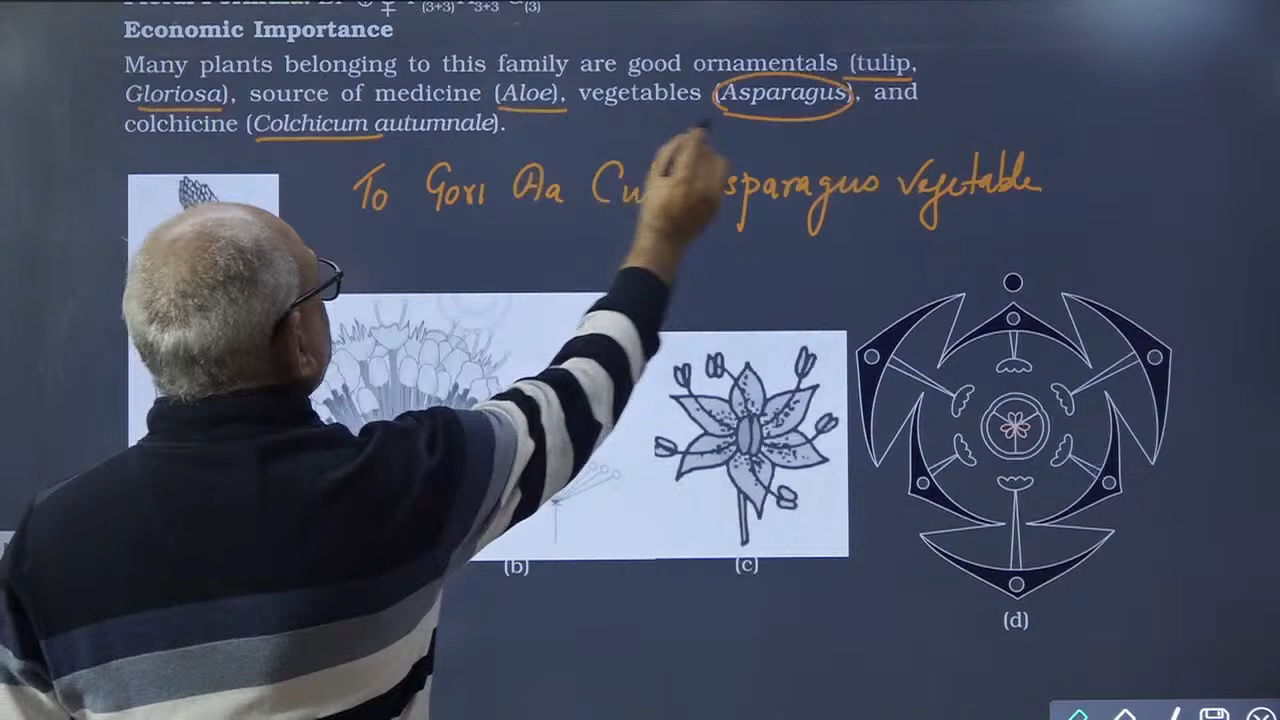 Economic Importance
Many plants belonging to this family are good ornamentals (tulip,
Gloriosa), source of medicine (Aloe), vegetables (Asparagus), and
colchicine (Colchicum autumnale).
To Gori Aa sparagus vegetable
(b)
(c)
(d)